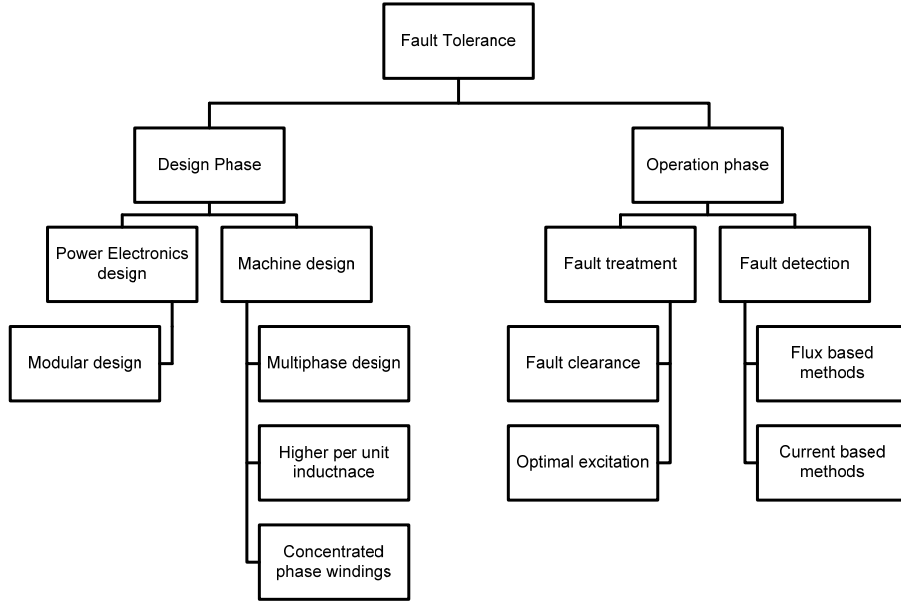 Fault Tolerance
Design Phase
Operation phase
Power Electronics
design
Machine design
Fault treatment
Fault detection
Modular design
Multiphase design
Fault clearance
Flux based
methods
Higher per unit
inductnace
Optimal excitation
Current based
methods
Concentrated
phase windings